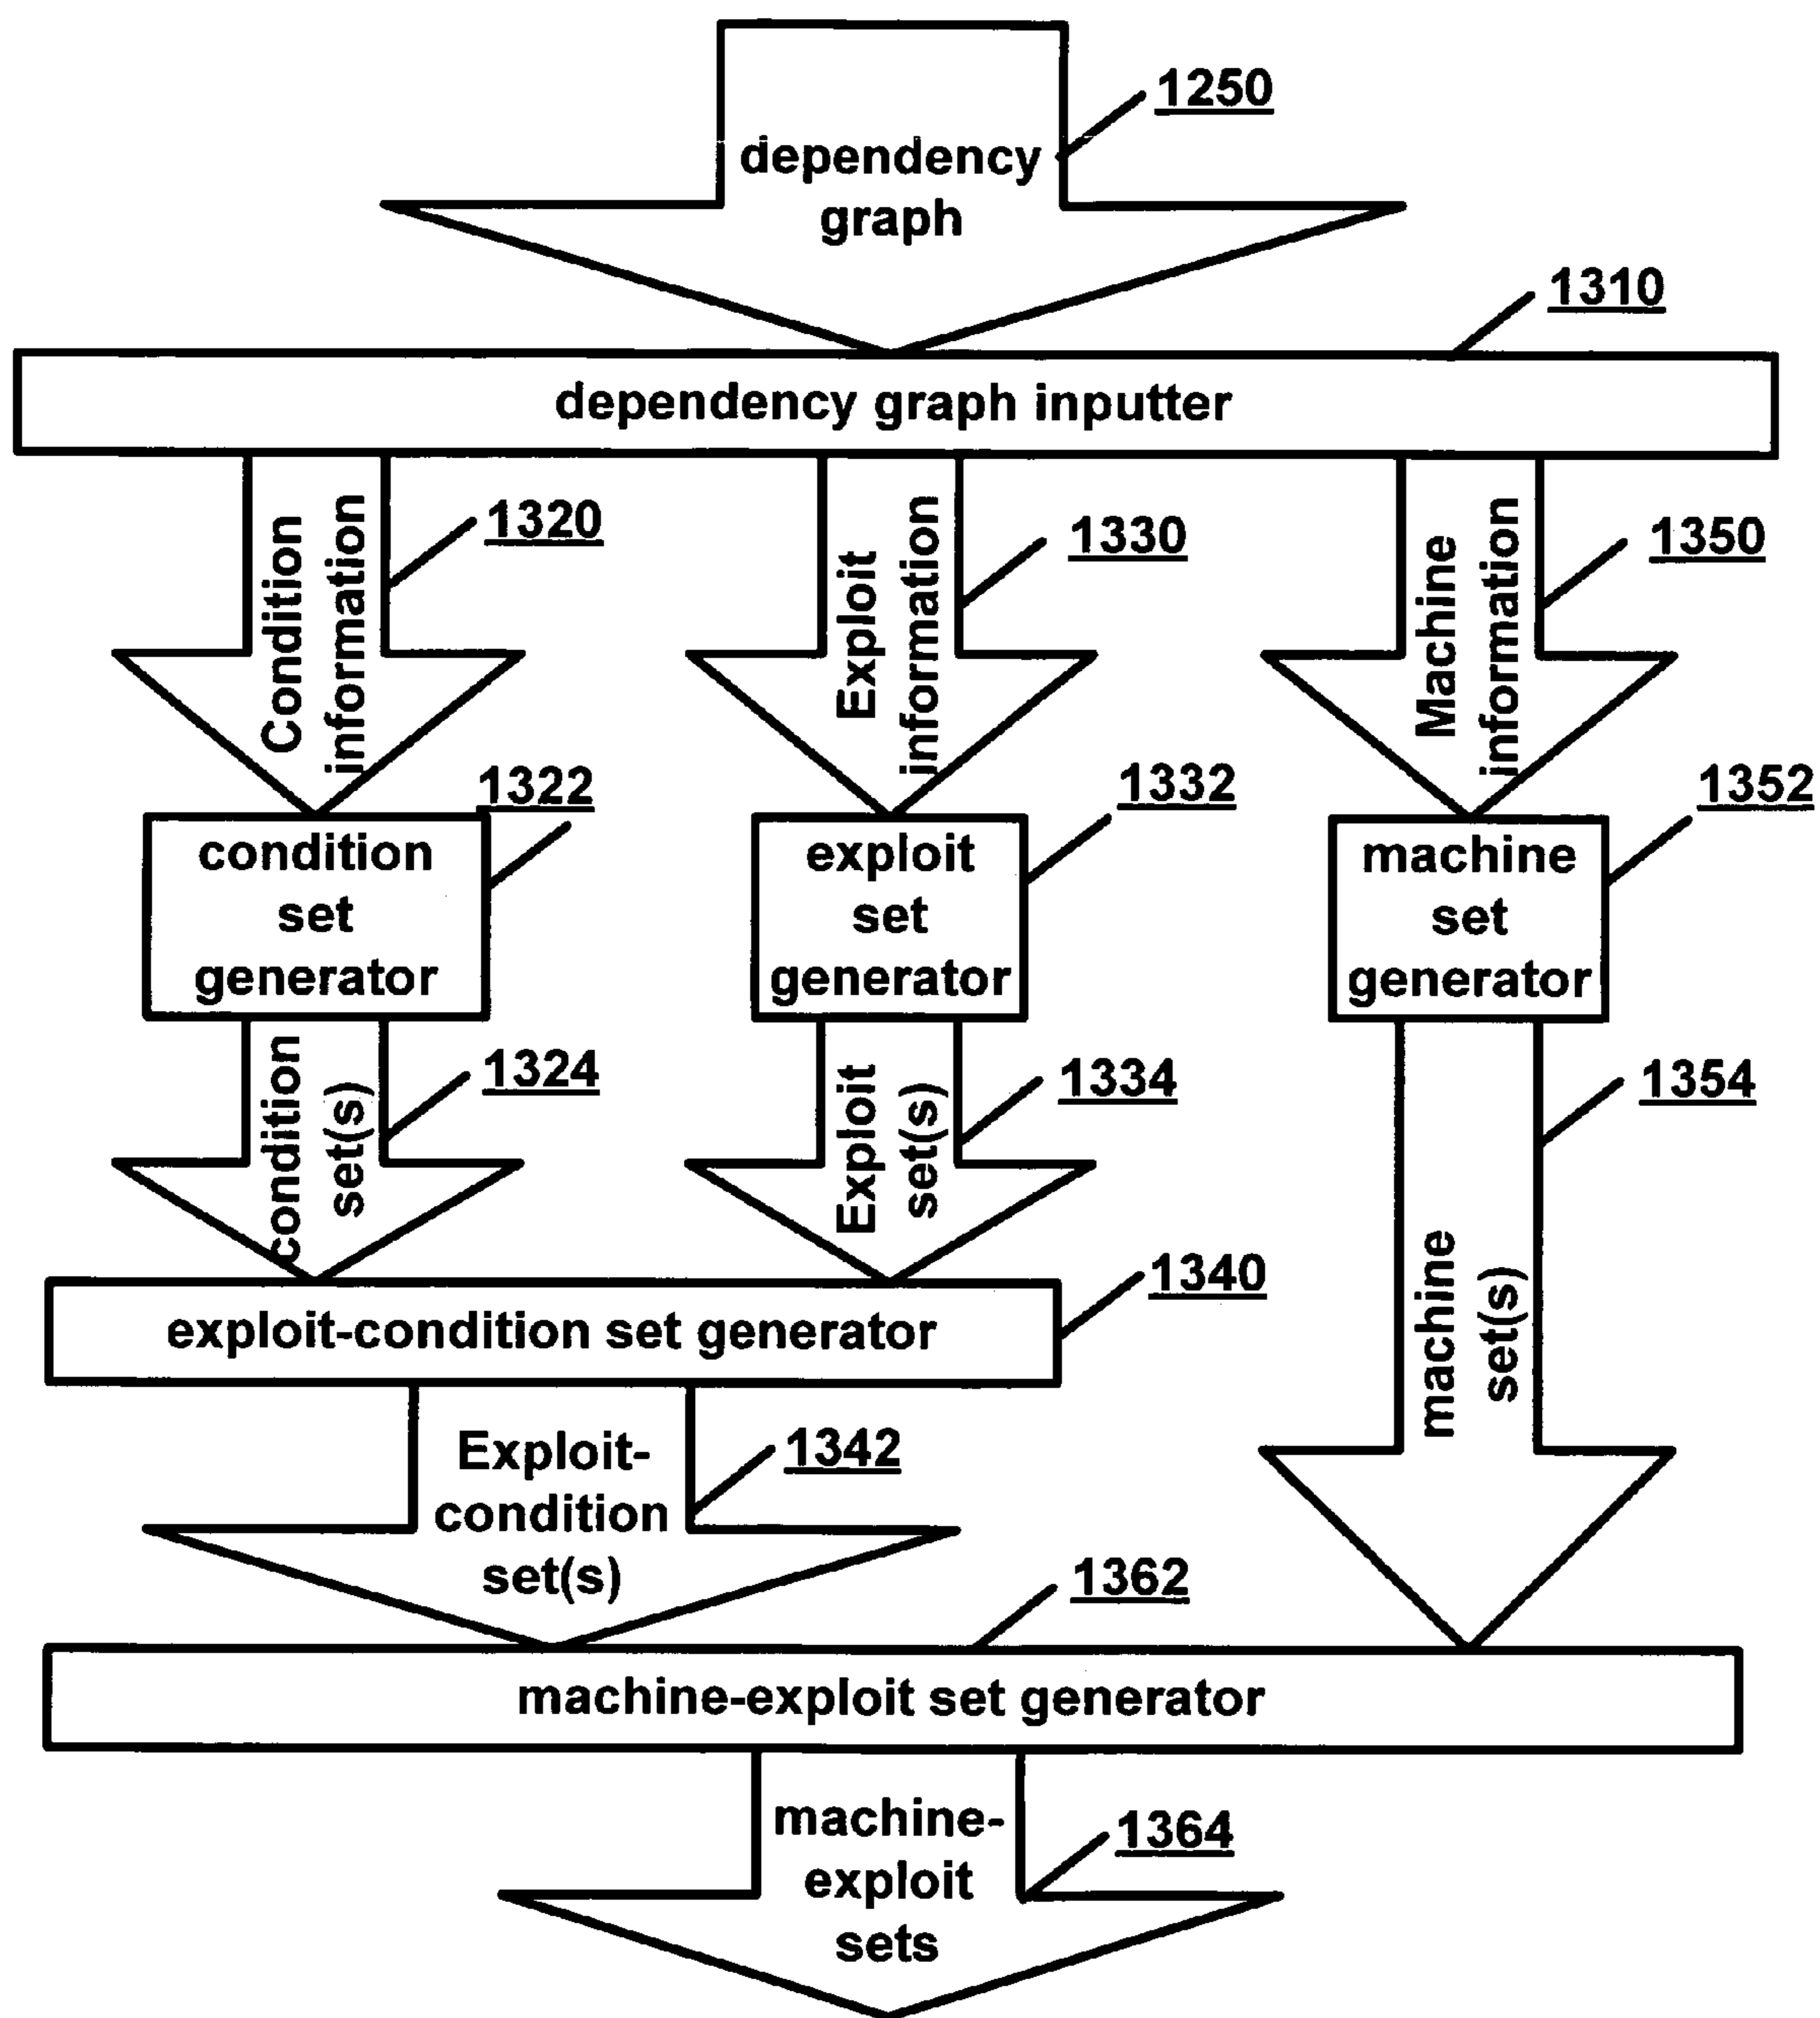 1250
dependency
graph
1310
dependency graph inputter
Condition
information
1320
Exploit
information
1330
Machine
information
1350
1322
condition
set
generator
1332
exploit
set
generator
1352
machine
set
generator
condition
set(s)
1324
Exploit
set(s)
1334
machine
set(s)
1354
1340
exploit-condition set generator
Exploit-
condition
set(s)
1342
1362
machine-exploit set generator
machine-
exploit
sets
1364